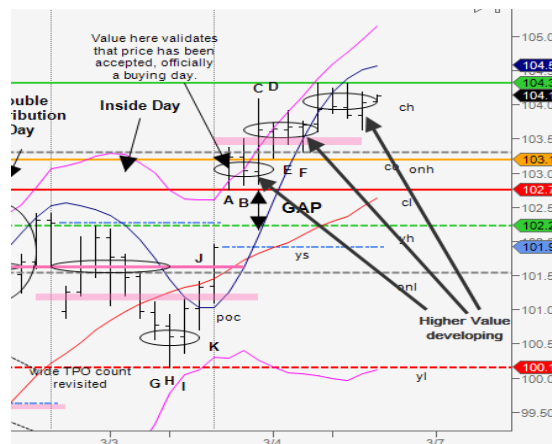 Value here validates
that price has been
accepted, officially
a buying day.
ouble
ribution
Day
Inside Day
C D
ch
E F
onh
cl
A B
GAP
yh
J
ys
onl
poc
Higher Value
developing
K
wide TPO count
revisited
G H I
yl
105.0
104.5
104.3
104.1
103.5
103.1
103.0
102.7
102.2
101.9
101.5
101.0
100.5
100.1
100.0
99.50
3/3
3/4
3/7